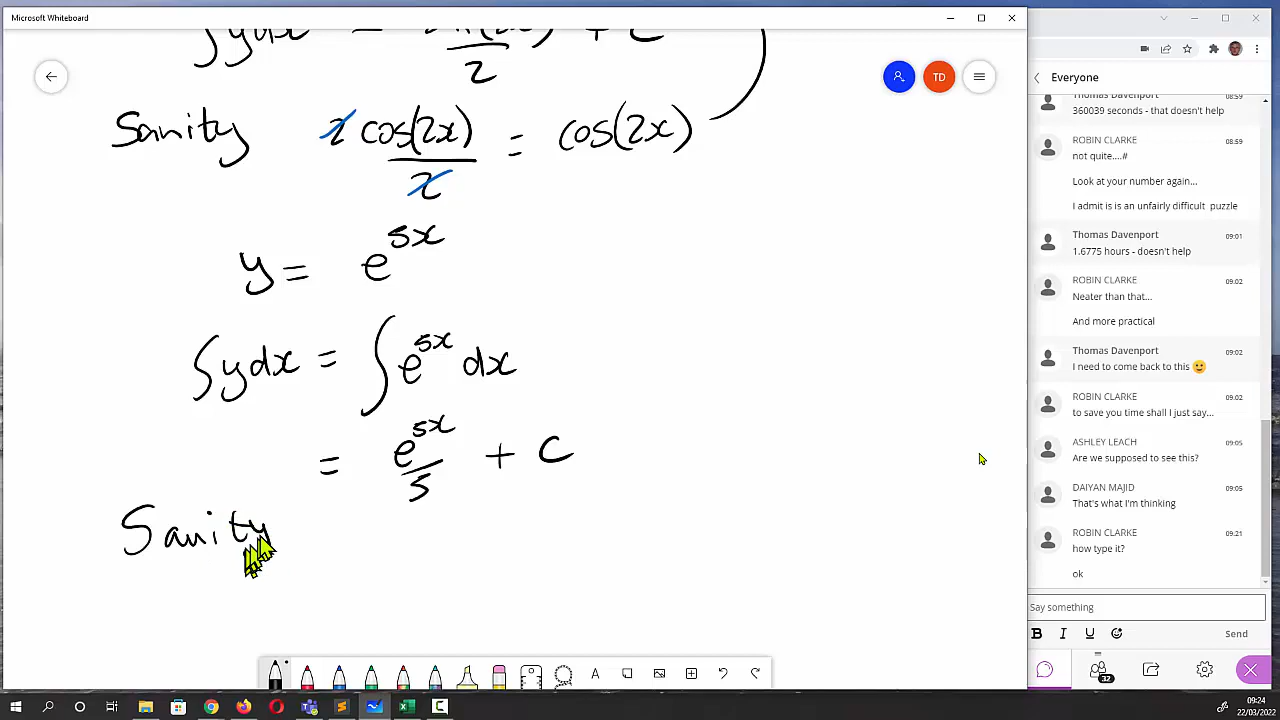 Microsoft Whiteboard
∫ydx = sin(2x)/2 + C
Sanity 2cos(2x)/2 = cos(2x)
y = e^5x
∫ydx = ∫e^5x dx
= e^5x/5 + C
Sanity
TD
A
Everyone
Thomas Davenport 08:59
360039 seconds - that doesn't help
ROBIN CLARKE 08:59
not quite....#
Look at your number again...
I admit is is an unfairly difficult puzzle
Thomas Davenport 09:01
1.6775 hours - doesn't help
ROBIN CLARKE 09:02
Neater than that...
And more practical
Thomas Davenport 09:02
I need to come back to this 😉
ROBIN CLARKE 09:02
to save you time shall I just say...
ASHLEY LEACH 09:05
Are we supposed to see this?
DAIYAN MAJID 09:05
That's what I'm thinking
ROBIN CLARKE 09:21
how type it?
ok
Say something
B I U Send
32
09:24
22/03/2022